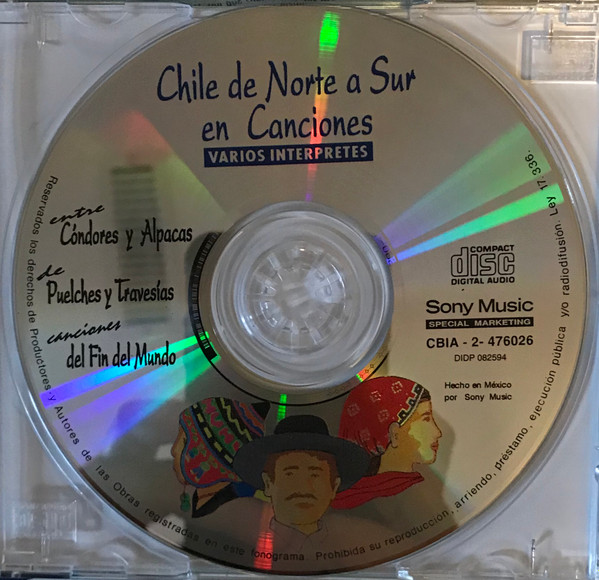 Chile de Norte a Sur
en Canciones
VARIOS INTERPRETES
entre
Cóndores y Alpacas
de
Puelches y Travesías
canciones
del Fin del Mundo
COMPACT
disc
DIGITAL AUDIO
Sony Music
SPECIAL MARKETING
CBIA - 2- 476026
DIDP 082594
Hecho en México
por Sony Music
Reservados los derechos de Productores y Autores de las Obras registradas en este fonograma. Prohibida su reproducción, arriendo, préstamo, ejecución pública y/o radiodifusión. Ley 17.336.